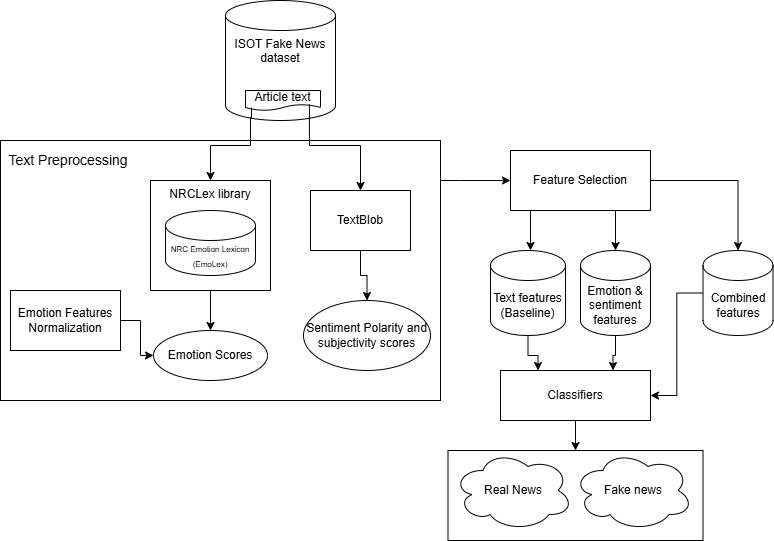 ISOT Fake News
dataset
Article text
Text Preprocessing
NRCLex library
NRC Emotion Lexicon
(EmoLex)
TextBlob
Feature Selection
Emotion Features
Normalization
Emotion Scores
Sentiment Polarity and
subjectivity scores
Text features
(Baseline)
Emotion &
sentiment
features
Combined
features
Classifiers
Real News
Fake news